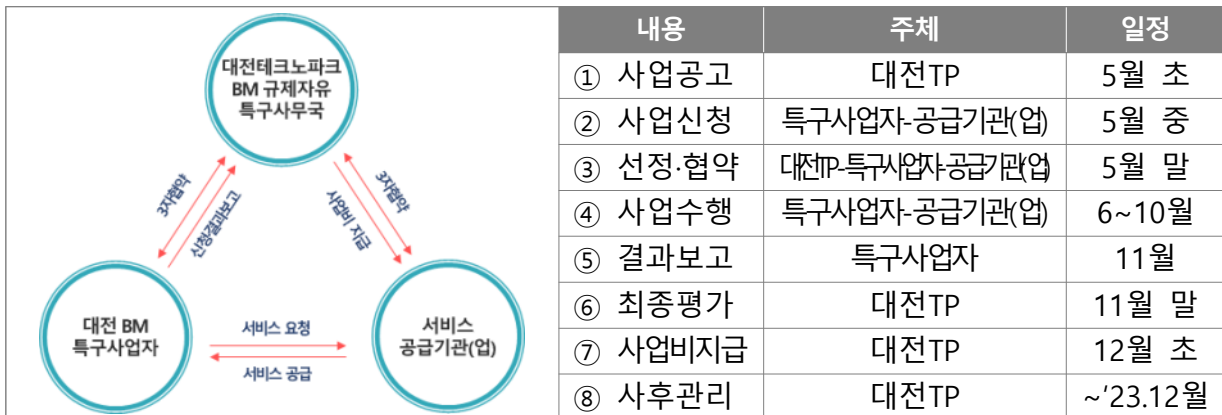 대전테크노파크
BM 규제자유
특구사무국
3자협약
신청결과보고
3자협약
사업비 지급
대전 BM
특구사업자
서비스 요청
서비스 공급
서비스
공급기관(업)
내용 주체 일정
① 사업공고 대전TP 5월 초
② 사업신청 특구사업자-공급기관(업) 5월 중
③ 선정·협약 대전TP-특구사업자-공급기관(업) 5월 말
④ 사업수행 특구사업자-공급기관(업) 6~10월
⑤ 결과보고 특구사업자 11월
⑥ 최종평가 대전TP 11월 말
⑦ 사업비지급 대전TP 12월 초
⑧ 사후관리 대전TP ~‘23.12월